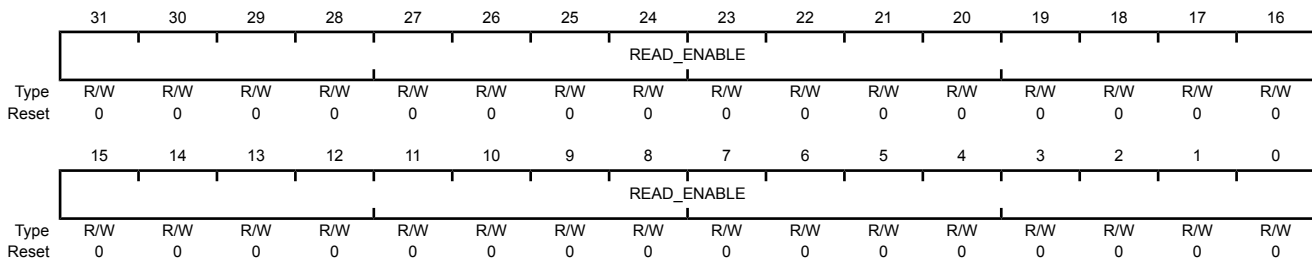 31 30 29 28 27 26 25 24 23 22 21 20 19 18 17 16
READ_ENABLE
Type R/W R/W R/W R/W R/W R/W R/W R/W R/W R/W R/W R/W R/W R/W R/W R/W
Reset 0 0 0 0 0 0 0 0 0 0 0 0 0 0 0 0
15 14 13 12 11 10 9 8 7 6 5 4 3 2 1 0
READ_ENABLE
Type R/W R/W R/W R/W R/W R/W R/W R/W R/W R/W R/W R/W R/W R/W R/W R/W
Reset 0 0 0 0 0 0 0 0 0 0 0 0 0 0 0 0